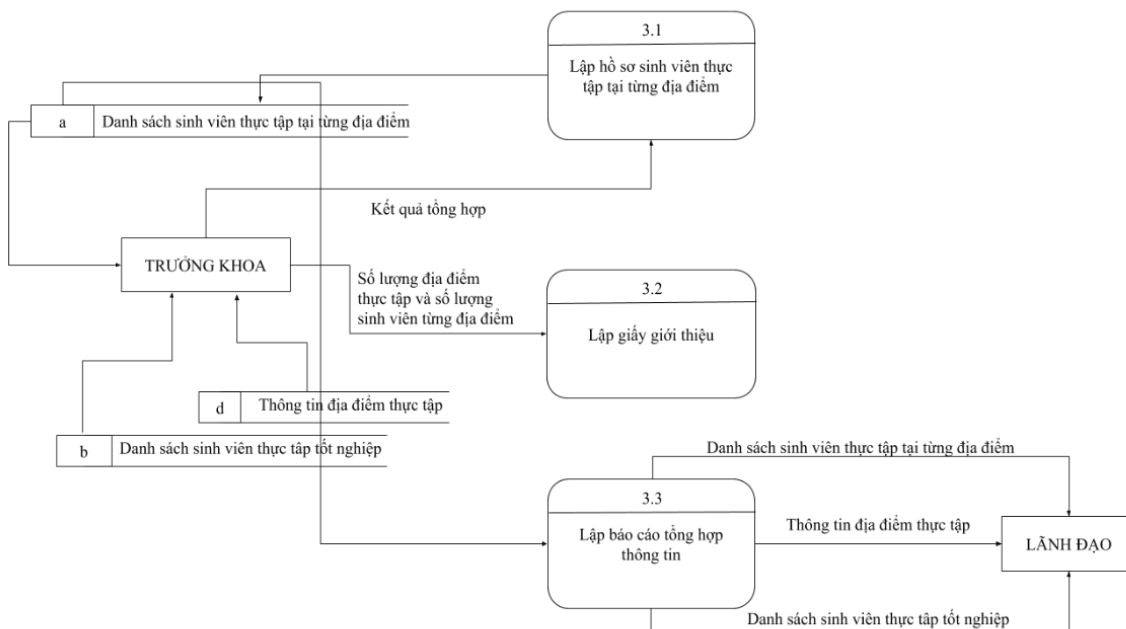 3.1
Lập hồ sơ sinh viên thực
tập tại từng địa điểm
a
Danh sách sinh viên thực tập tại từng địa điểm
Kết quả tổng hợp
TRƯỞNG KHOA
Số lượng địa điểm
thực tập và số lượng
sinh viên từng địa điểm
3.2
Lập giấy giới thiệu
d
Thông tin địa điểm thực tập
b
Danh sách sinh viên thực tâp tốt nghiệp
Danh sách sinh viên thực tập tại từng địa điểm
3.3
Lập báo cáo tổng hợp
thông tin
Thông tin địa điểm thực tập
LÃNH ĐẠO
Danh sách sinh viên thực tâp tốt nghiệp